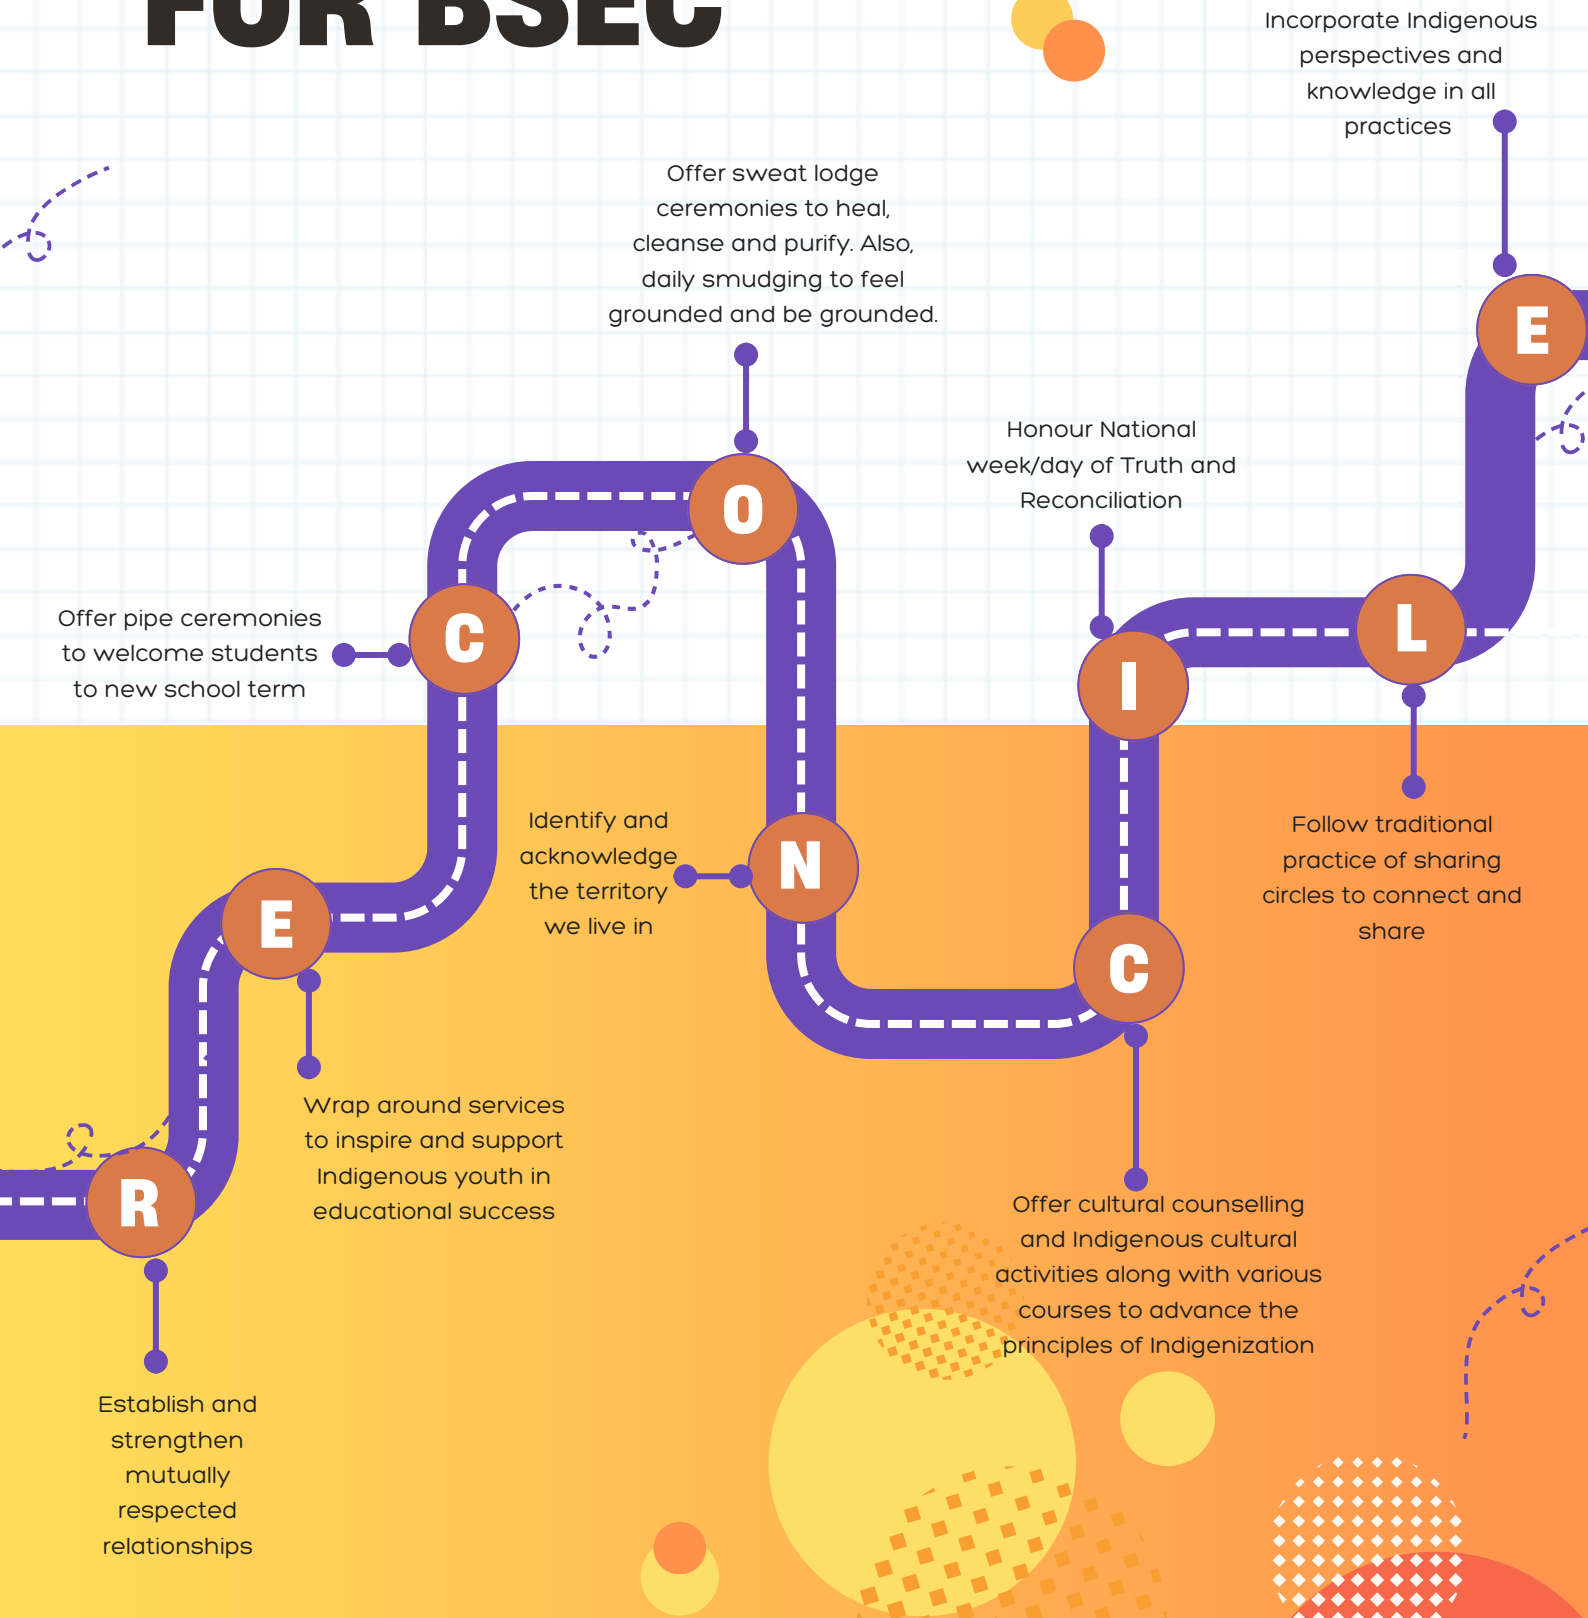 FOR BSEC
Incorporate Indigenous
perspectives and
knowledge in all
practices
Offer sweat lodge
ceremonies to heal,
cleanse and purify. Also,
daily smudging to feel
grounded and be grounded.
E
Honour National
week/day of Truth and
Reconciliation
O
Offer pipe ceremonies
to welcome students
to new school term
C
I
L
Identify and
acknowledge
the territory
we live in
N
Follow traditional
practice of sharing
circles to connect and
share
E
C
Wrap around services
to inspire and support
Indigenous youth in
educational success
R
Offer cultural counselling
and Indigenous cultural
activities along with various
courses to advance the
principles of Indigenization
Establish and
strengthen
mutually
respected
relationships